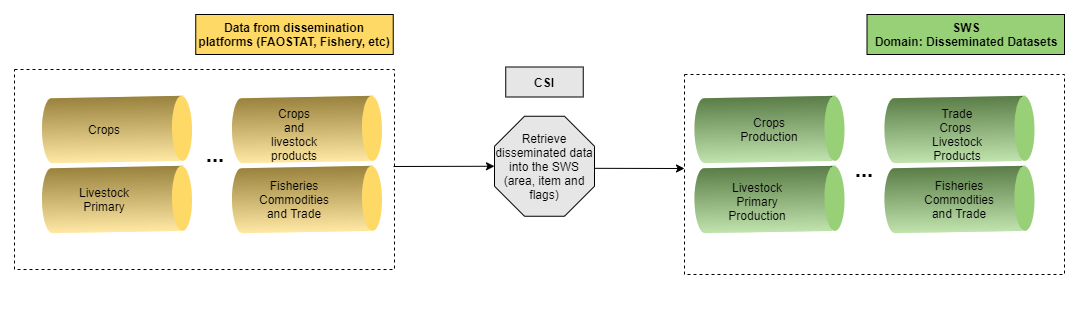 Data from dissemination
platforms (FAOSTAT, Fishery, etc)
Crops
Crops
and
livestock
products
...
Livestock
Primary
Fisheries
Commodities
and Trade
CSI
Retrieve
disseminated data
into the SWS
(area, item and
flags)
SWS
Domain: Disseminated Datasets
Crops
Production
Trade
Crops
Livestock
Products
...
Livestock
Primary
Production
Fisheries
Commodities
and Trade